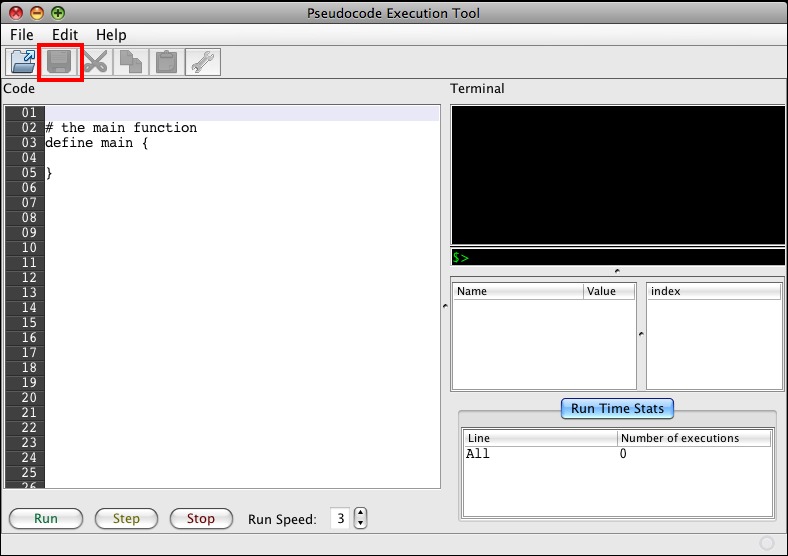 Pseudocode Execution Tool
File Edit Help
Code
01
02 # the main function
03 define main {
04
05 }
06
07
08
09
10
11
12
13
14
15
16
17
18
19
20
21
22
23
24
25
26
Terminal
$>
Name Value
index
Run Time Stats
Line Number of executions
All 0
Run Step Stop Run Speed: 3